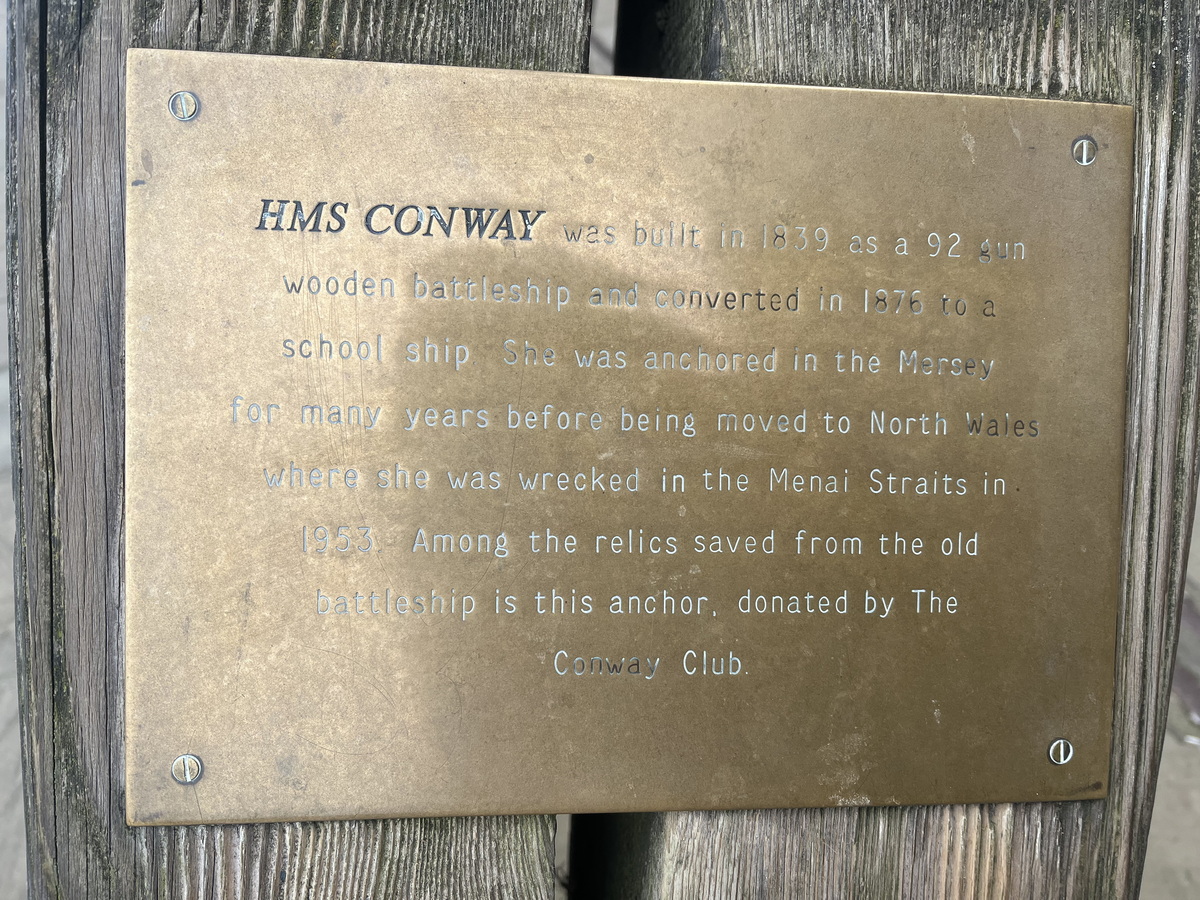 HMS CONWAY was built in 1839 as a 92 gun
wooden battleship and converted in 1876 to a
school ship She was anchored in the Mersey
for many years before being moved to North Wales
where she was wrecked in the Menai Straits in
1953. Among the relics saved from the old
battleship is this anchor, donated by The
Conway Club.